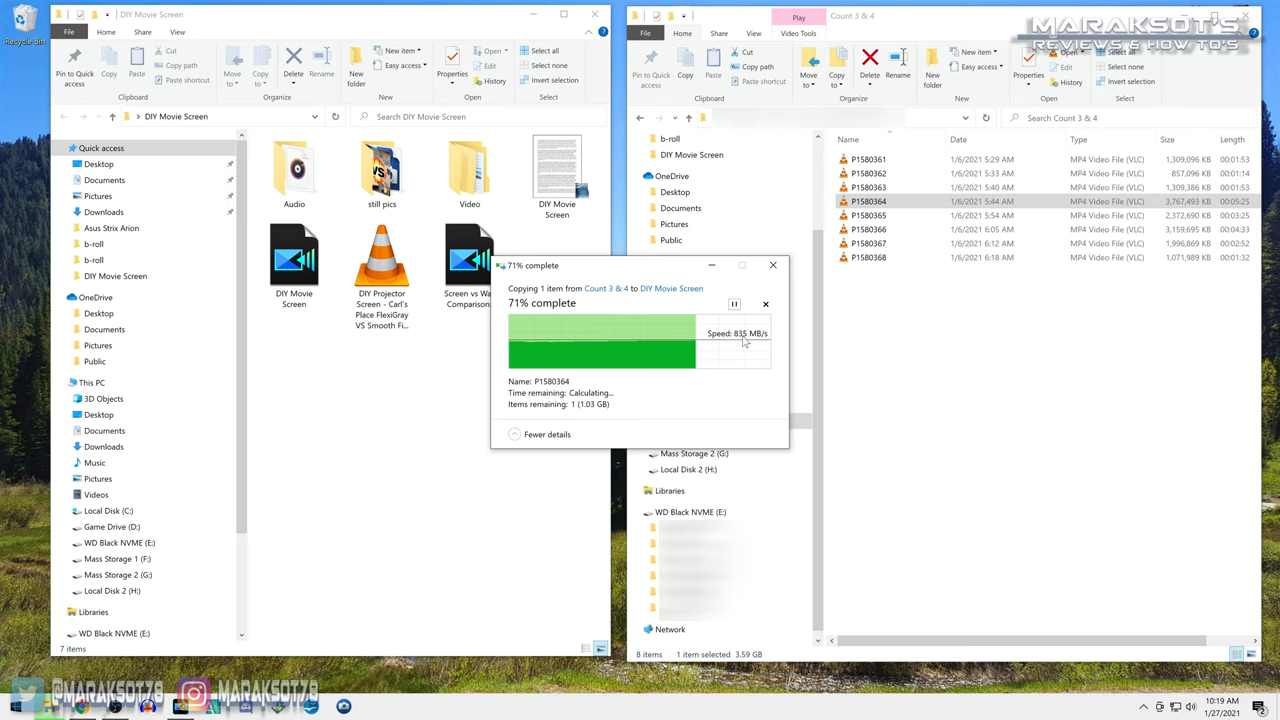 DIY Movie Screen
File
Home
Share
View
Pin to Quick access
Copy
Paste
Cut
Copy path
Paste shortcut
Clipboard
Move to
Copy to
Delete
Rename
Organize
New folder
New item
Easy access
New
Properties
Open
Edit
History
Open
Select all
Select none
Invert selection
Select
DIY Movie Screen
Search DIY Movie Screen
Quick access
Desktop
Documents
Pictures
Downloads
Asus Strix Arion
b-roll
b-roll
DIY Movie Screen
OneDrive
Desktop
Documents
Pictures
Public
This PC
3D Objects
Desktop
Documents
Downloads
Music
Pictures
Videos
Local Disk (C:)
Game Drive (D:)
WD Black NVME (E:)
Mass Storage 1 (F:)
Mass Storage 2 (G:)
Local Disk 2 (H:)
Libraries
WD Black NVME (E:)
7 items
Audio
still pics
Video
DIY Movie
Screen
DIY Movie
Screen
DIY Projector
Screen - Carl's
Place FlexiGray
VS Smooth Fi...
Screen vs Wa
Comparison
71% complete
Copying 1 item from Count 3 & 4 to DIY Movie Screen
71% complete
Speed: 835 MB/s
Name: P1580364
Time remaining: Calculating...
Items remaining: 1 (1.03 GB)
Fewer details
Play
Count 3 & 4
MARAKSOT'S
REVIEWS & HOW TO'S
File
Home
Share
View
Video Tools
Pin to Quick access
Copy
Paste
Cut
Copy path
Paste shortcut
Clipboard
Move to
Copy to
Delete
Rename
Organize
New folder
New item
Easy access
New
Properties
Open
Edit
History
Open
Select all
Select none
Invert selection
Select
Search Count 3 & 4
b-roll
DIY Movie Screen
OneDrive
Desktop
Documents
Pictures
Public
Mass Storage 2 (G:)
Local Disk 2 (H:)
Libraries
WD Black NVME (E:)
Network
Name Date Type Size Length
P1580361 1/6/2021 5:29 AM MP4 Video File (VLC) 1,309,096 KB 00:01:53
P1580362 1/6/2021 5:33 AM MP4 Video File (VLC) 857,096 KB 00:01:14
P1580363 1/6/2021 5:40 AM MP4 Video File (VLC) 1,309,386 KB 00:01:53
P1580364 1/6/2021 5:44 AM MP4 Video File (VLC) 3,767,493 KB 00:05:25
P1580365 1/6/2021 5:54 AM MP4 Video File (VLC) 2,372,690 KB 00:03:25
P1580366 1/6/2021 6:05 AM MP4 Video File (VLC) 3,159,695 KB 00:04:33
P1580367 1/6/2021 6:13 AM MP4 Video File (VLC) 1,996,869 KB 00:02:52
P1580368 1/6/2021 6:18 AM MP4 Video File (VLC) 1,071,989 KB 00:01:32
8 items 1 item selected 3.59 GB
@MARAKSOT78
MARAKSOT78
10:19 AM
1/27/2021
2